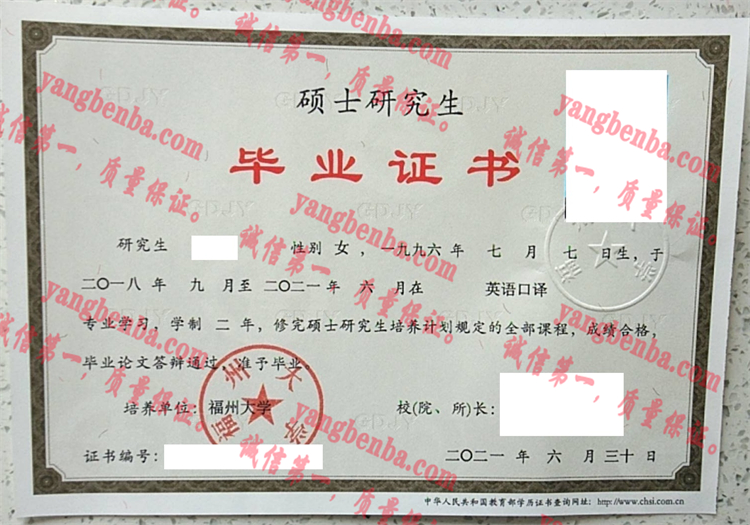 硕士研究生
毕业证书
研究生 性别 女，一九九六年 七 月 七 日生，于
二〇一八年 九 月至二〇二一年 六 月在 英语口译
专业学习，学制 二 年，修完硕士研究生培养计划规定的全部课程，成绩合格，
毕业论文答辩通过，准予毕业。
培养单位：福州大学 校(院、所)长：
福州大学
证书编号： 二〇二一 年 六 月 三十 日
中华人民共和国教育部学历证书查询网址：http://www.chsi.com.cn
yangbenba.com
诚信第一，质量保证。